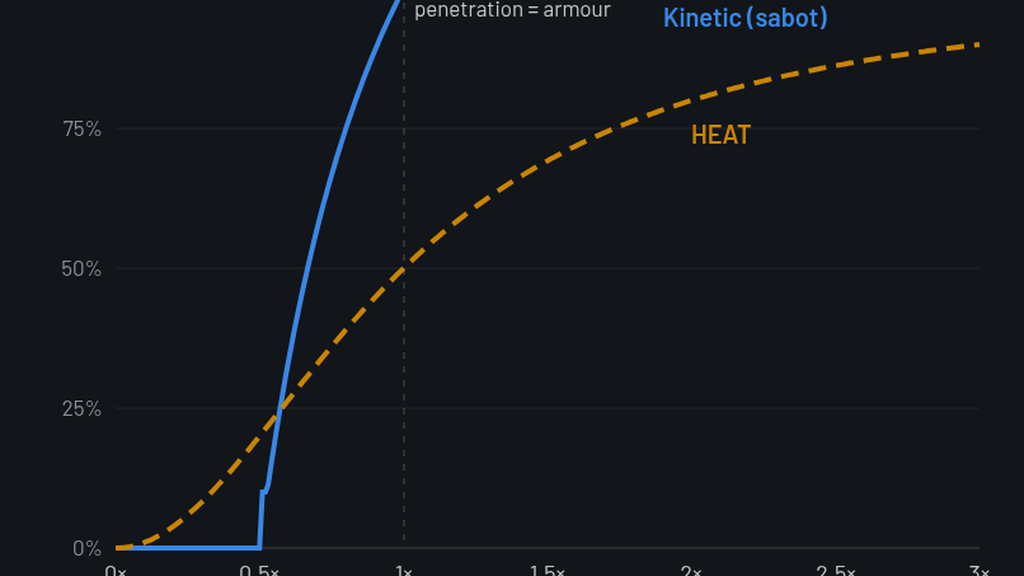 penetration = armour
Kinetic (sabot)
75%
HEAT
50%
25%
0%
0× 0.5× 1× 1.5× 2× 2.5× 3×